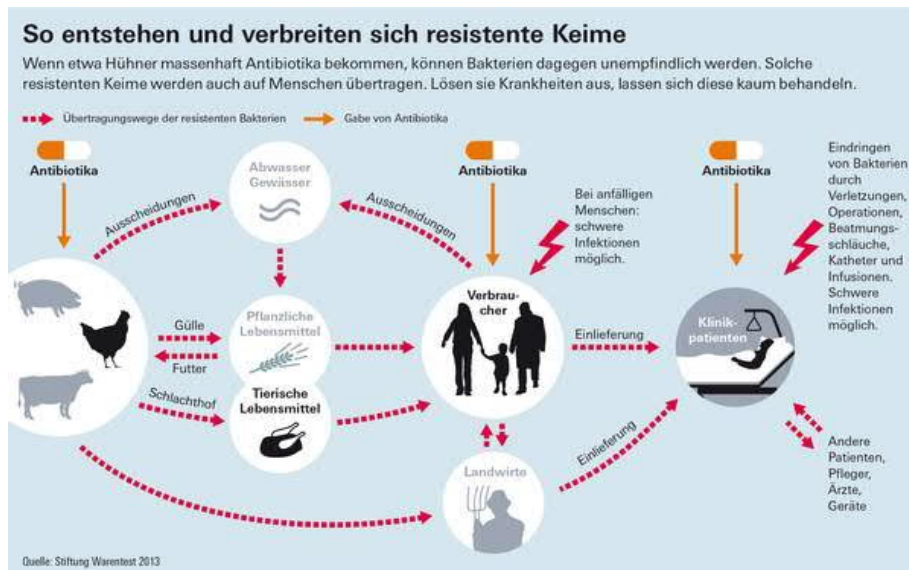 So entstehen und verbreiten sich resistente Keime
Wenn etwa Hühner massenhaft Antibiotika bekommen, können Bakterien dagegen unempfindlich werden. Solche
resistenten Keime werden auch auf Menschen übertragen. Lösen sie Krankheiten aus, lassen sich diese kaum behandeln.
Übertragungswege der resistenten Bakterien
Gabe von Antibiotika
Antibiotika
Ausscheidungen
Abwasser
Gewässer
Ausscheidungen
Antibiotika
Bei anfälligen
Menschen:
schwere
Infektionen
möglich.
Antibiotika
Eindringen
von Bakterien
durch
Verletzungen,
Operationen,
Beatmungs-
schläuche,
Katheter und
Infusionen.
Schwere
Infektionen
möglich.
Gülle
Futter
Schlachthof
Pflanzliche
Lebensmittel
Tierische
Lebensmittel
Verbrau-
cher
Einlieferung
Klinik-
patienten
Landwirte
Einlieferung
Andere
Patienten,
Pfleger,
Ärzte,
Geräte
Quelle: Stiftung Warentest 2013